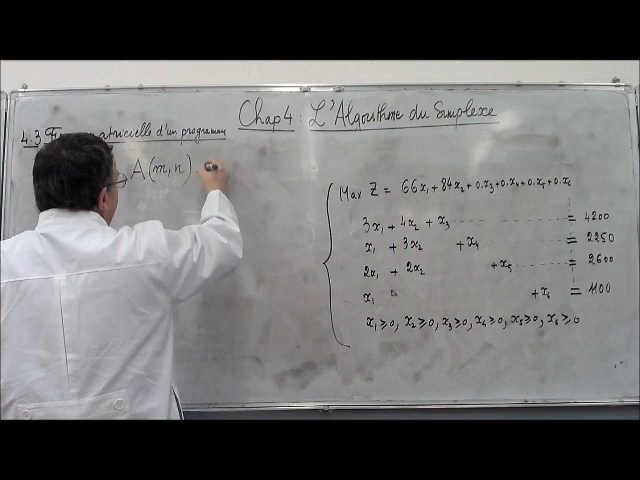 Chap4 : L'Algorithme du Simplexe
4.3 matricielle d'un programme
A(m,n)
Max Z = 66x₁ + 84x₂ + 0.x₃ + 0.x₄ + 0.x₅ + 0.x₆
3x₁ + 4x₂ + x₃ = 4200
x₁ + 3x₂ + x₄ = 2250
2x₁ + 2x₂ + x₅ = 2600
x₁ + x₆ = 1100
x₁ ≥ 0, x₂ ≥ 0, x₃ ≥ 0, x₄ ≥ 0, x₅ ≥ 0, x₆ ≥ 0